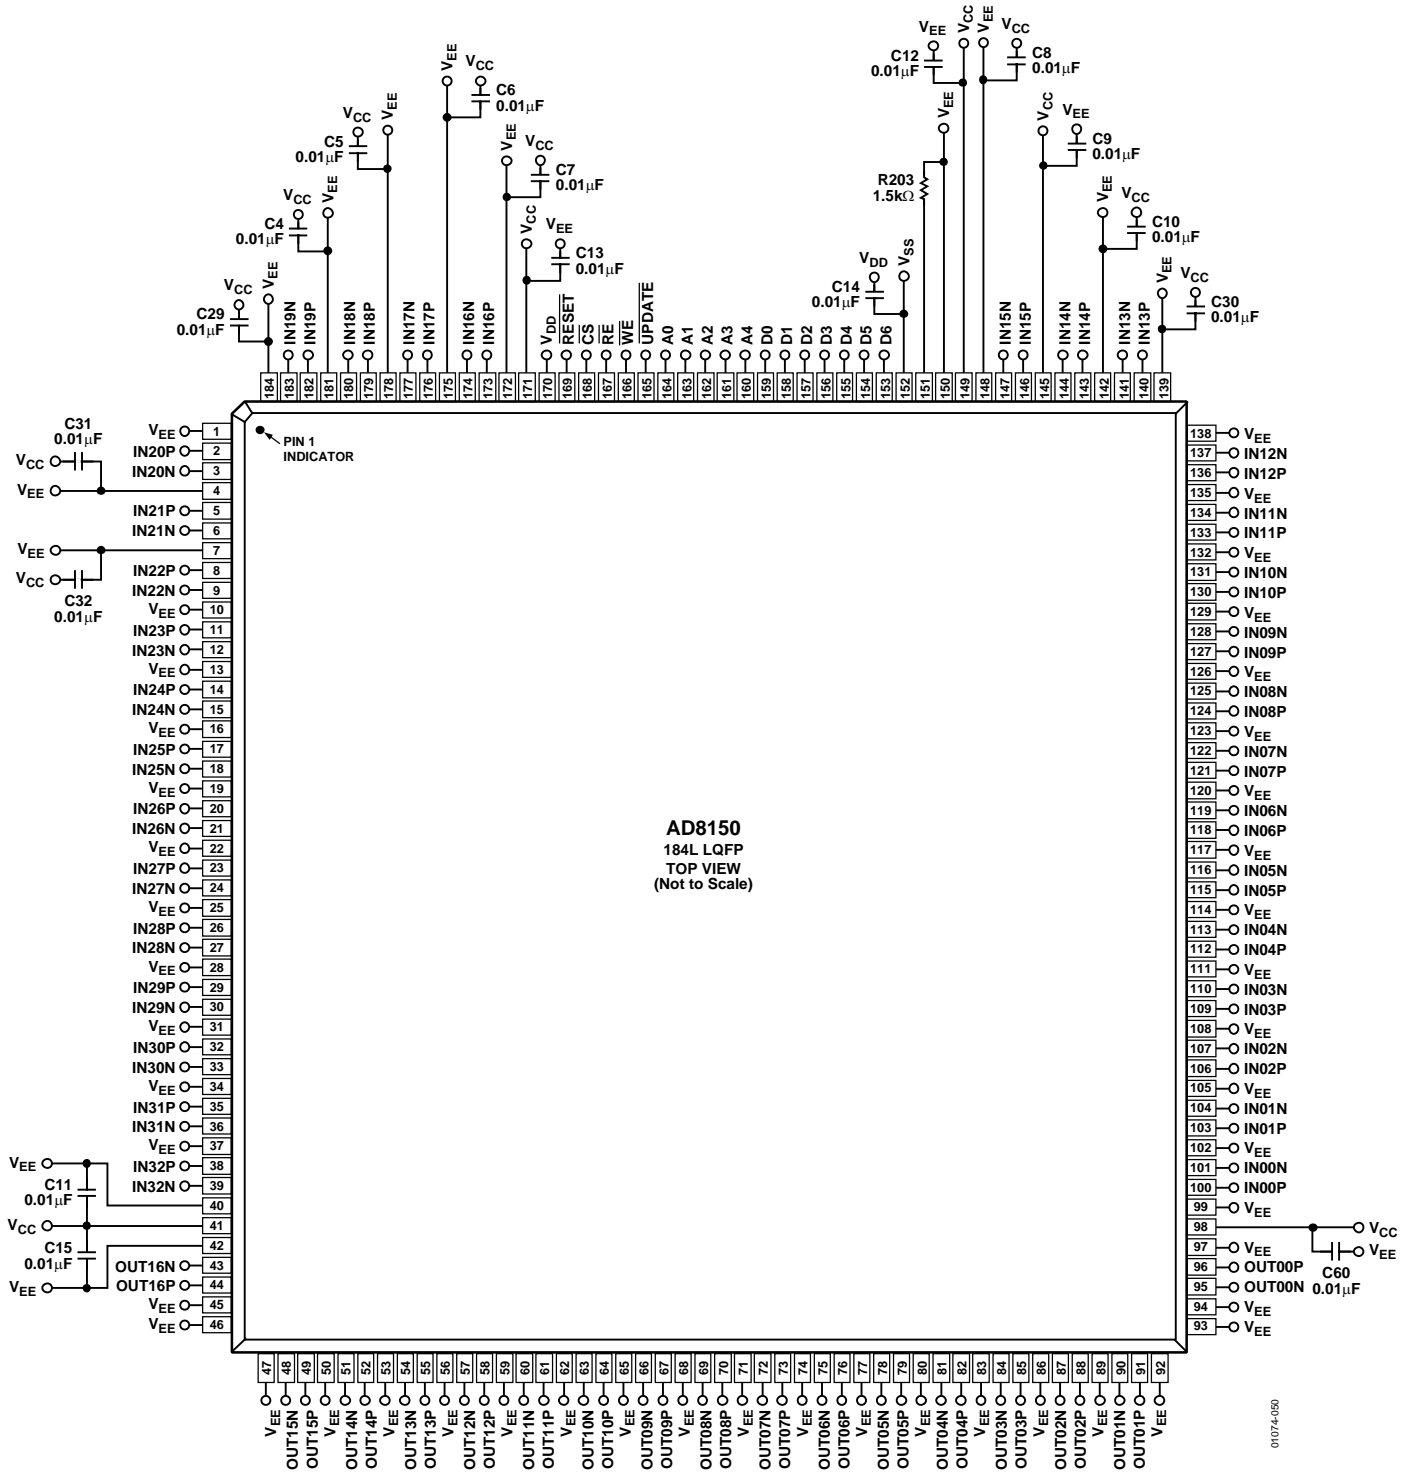 VEE
VCC
VEE
VCC
C12
0.01μF
C8
0.01μF
VEE
VCC
C6
0.01μF
VCC
VEE
C5
0.01μF
VEE
VCC
VEE
C9
0.01μF
VEE
VCC
C7
0.01μF
R203
1.5kΩ
VCC
VEE
C4
0.01μF
VEE
VCC
C10
0.01μF
VCC
VEE
C13
0.01μF
VDD
VSS
C14
0.01μF
VCC
VEE
C29
0.01μF
VEE
VCC
C30
0.01μF
IN19N
IN19P
IN18N
IN18P
IN17N
IN17P
IN16N
IN16P
VDD
RESET
CS
RE
WE
UPDATE
A0
A1
A2
A3
A4
D0
D1
D2
D3
D4
D5
D6
IN15N
IN15P
IN14N
IN14P
IN13N
IN13P
184 183 182 181 180 179 178 177 176 175 174 173 172 171 170 169 168 167 166 165 164 163 162 161 160 159 158 157 156 155 154 153 152 151 150 149 148 147 146 145 144 143 142 141 140 139
PIN 1
INDICATOR
C31
0.01μF
VCC
VEE
VEE
VCC
C32
0.01μF
VEE 1
IN20P 2
IN20N 3
4
IN21P 5
IN21N 6
7
IN22P 8
IN22N 9
VEE 10
IN23P 11
IN23N 12
VEE 13
IN24P 14
IN24N 15
VEE 16
IN25P 17
IN25N 18
VEE 19
IN26P 20
IN26N 21
VEE 22
IN27P 23
IN27N 24
VEE 25
IN28P 26
IN28N 27
VEE 28
IN29P 29
IN29N 30
VEE 31
IN30P 32
IN30N 33
VEE 34
IN31P 35
IN31N 36
VEE 37
IN32P 38
IN32N 39
40
41
42
OUT16N 43
OUT16P 44
VEE 45
VEE 46
VEE
C11
0.01μF
VCC
C15
0.01μF
VEE
AD8150
184L LQFP
TOP VIEW
(Not to Scale)
138 VEE
137 IN12N
136 IN12P
135 VEE
134 IN11N
133 IN11P
132 VEE
131 IN10N
130 IN10P
129 VEE
128 IN09N
127 IN09P
126 VEE
125 IN08N
124 IN08P
123 VEE
122 IN07N
121 IN07P
120 VEE
119 IN06N
118 IN06P
117 VEE
116 IN05N
115 IN05P
114 VEE
113 IN04N
112 IN04P
111 VEE
110 IN03N
109 IN03P
108 VEE
107 IN02N
106 IN02P
105 VEE
104 IN01N
103 IN01P
102 VEE
101 IN00N
100 IN00P
99 VEE
98 VCC
97 VEE
VEE
96 OUT00P
C60
0.01μF
95 OUT00N
94 VEE
93 VEE
47 48 49 50 51 52 53 54 55 56 57 58 59 60 61 62 63 64 65 66 67 68 69 70 71 72 73 74 75 76 77 78 79 80 81 82 83 84 85 86 87 88 89 90 91 92
VEE
OUT15N
OUT15P
VEE
OUT14N
OUT14P
VEE
OUT13N
OUT13P
VEE
OUT12N
OUT12P
VEE
OUT11N
OUT11P
VEE
OUT10N
OUT10P
VEE
OUT09N
OUT09P
VEE
OUT08N
OUT08P
VEE
OUT07N
OUT07P
VEE
OUT06N
OUT06P
VEE
OUT05N
OUT05P
VEE
OUT04N
OUT04P
VEE
OUT03N
OUT03P
VEE
OUT02N
OUT02P
VEE
OUT01N
OUT01P
VEE
01074-050